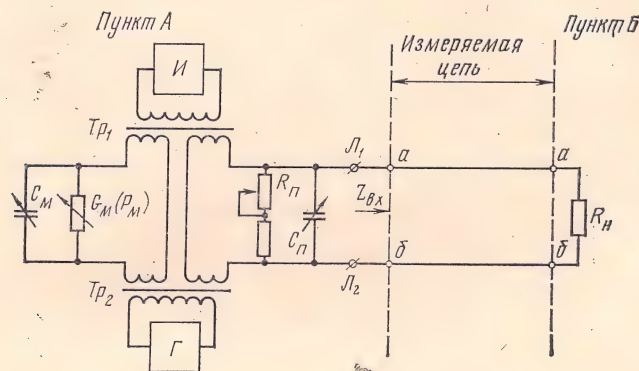 Пункт А
Пункт Б
И
Измеряемая
цепь
Тр₁
Л₁
а
а
Cм
Gм(Pм)
Rп
Cп
Zвх
Rн
б
б
Тр₂
Л₂
Г